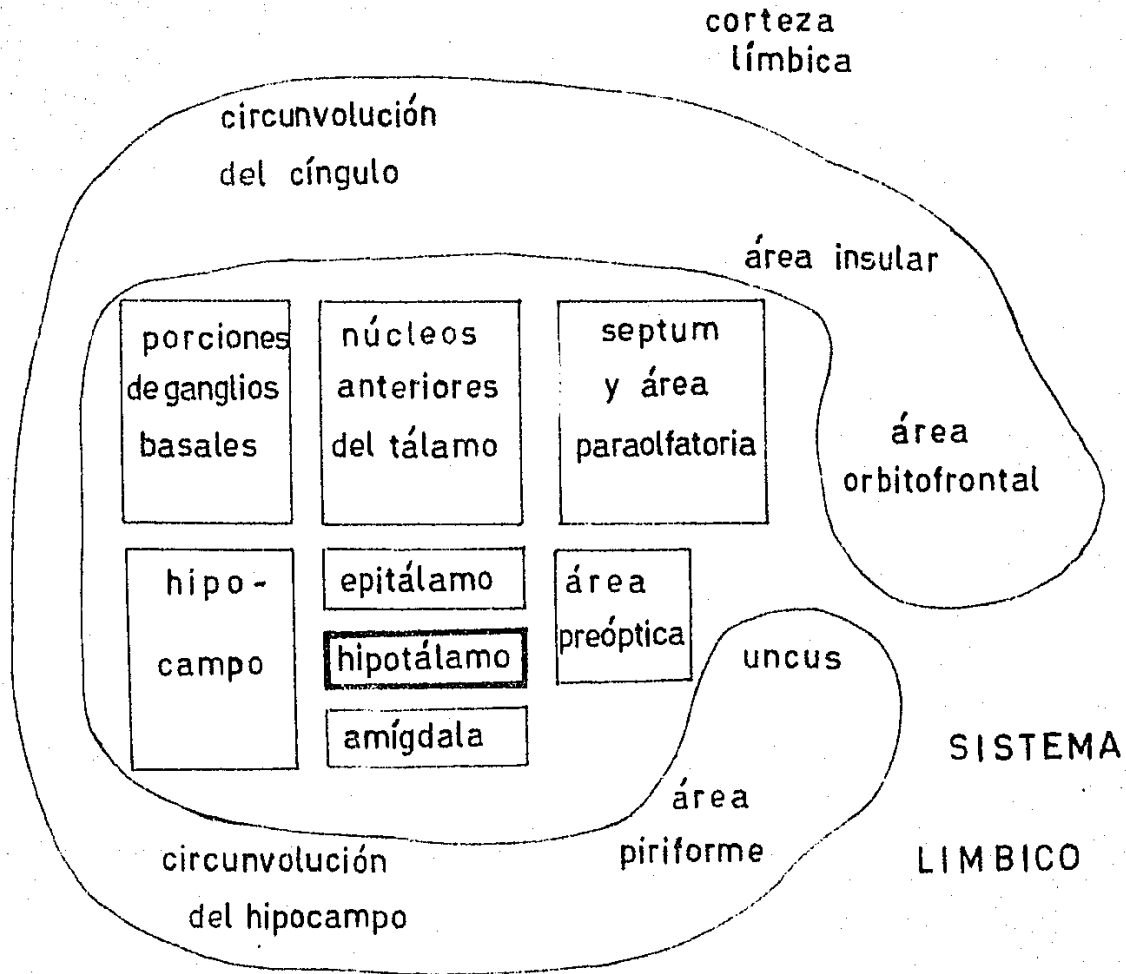 corteza
límbica
circunvolución
del cíngulo
área insular
porciones
de ganglios
basales
núcleos
anteriores
del tálamo
septum
y área
paraolfatoria
área
orbitofrontal
hipo-
campo
epitálamo
hipotálamo
amígdala
área
preóptica
uncus
área
piriforme
circunvolución
del hipocampo
SISTEMA
LIMBICO